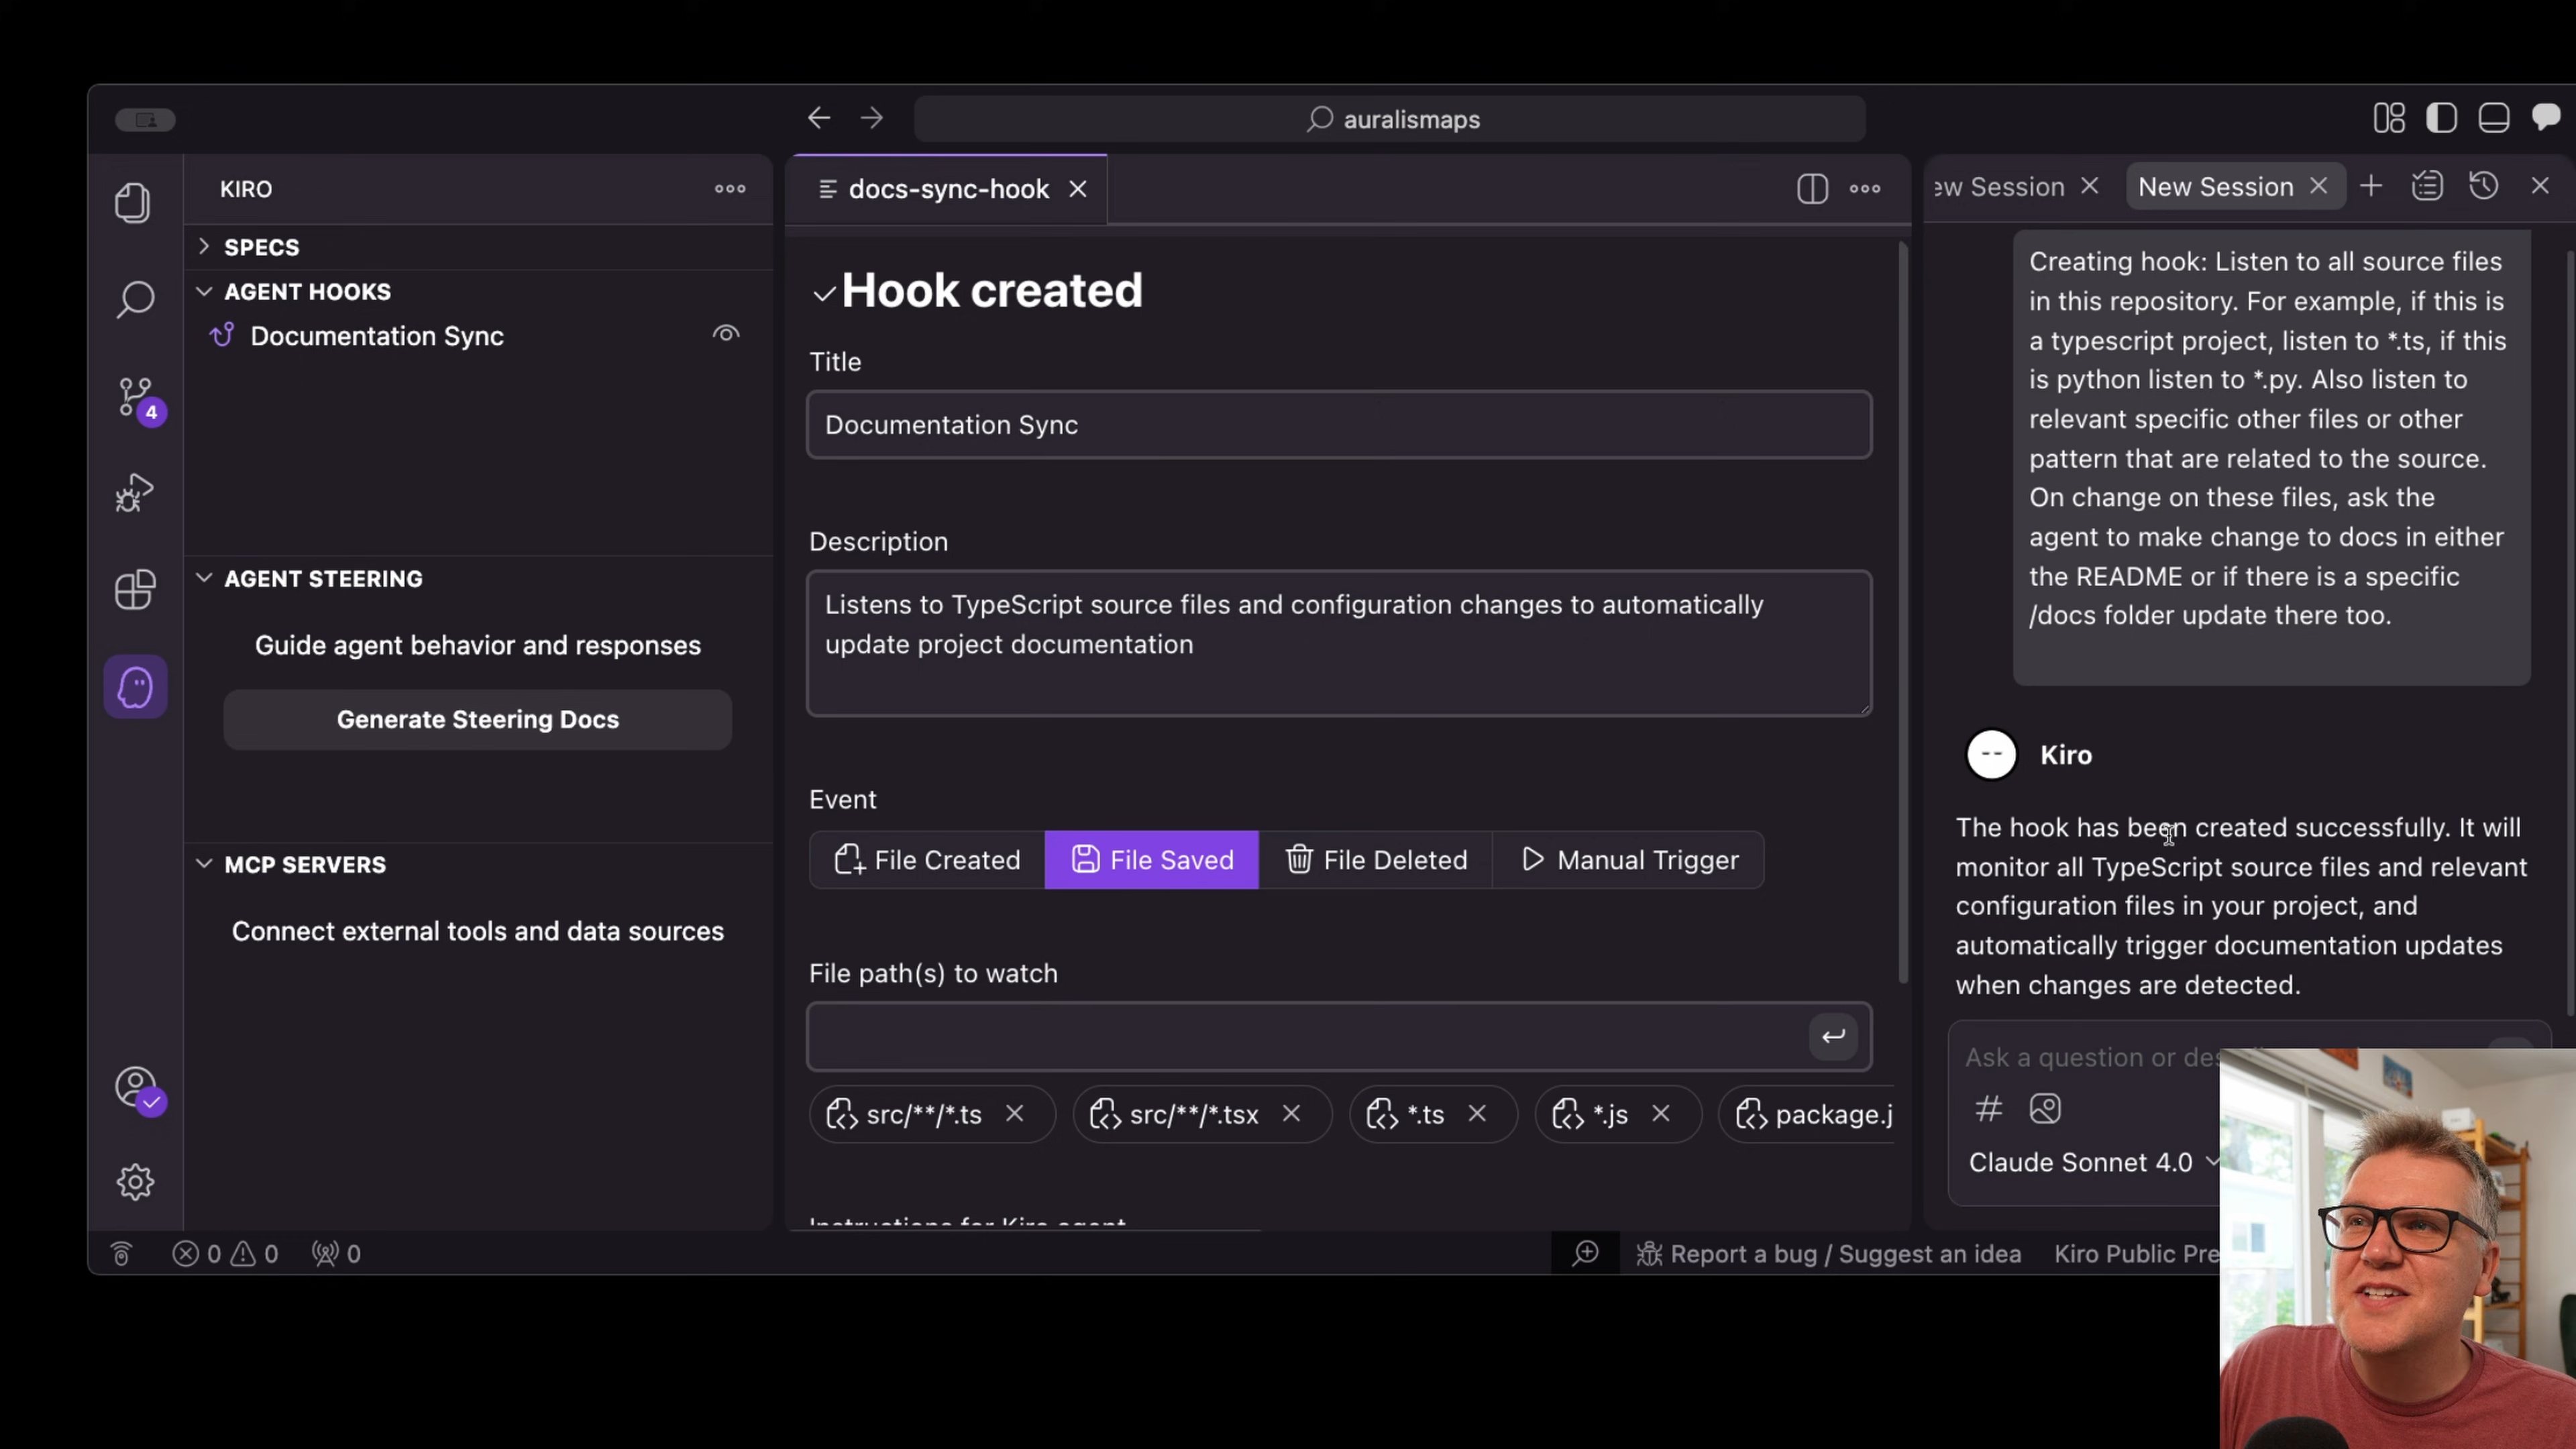 auralismaps
KIRO
SPECS
AGENT HOOKS
Documentation Sync
4
AGENT STEERING
Guide agent behavior and responses
Generate Steering Docs
MCP SERVERS
Connect external tools and data sources
docs-sync-hook
Hook created
Title
Documentation Sync
Description
Listens to TypeScript source files and configuration changes to automatically
update project documentation
Event
File Created File Saved File Deleted Manual Trigger
File path(s) to watch
src/**/*.ts src/**/*.tsx *.ts *.js package.j
Instructions for Kiro agent
ew Session New Session
Creating hook: Listen to all source files
in this repository. For example, if this is
a typescript project, listen to *.ts, if this
is python listen to *.py. Also listen to
relevant specific other files or other
pattern that are related to the source.
On change on these files, ask the
agent to make change to docs in either
the README or if there is a specific
/docs folder update there too.
Kiro
The hook has been created successfully. It will
monitor all TypeScript source files and relevant
configuration files in your project, and
automatically trigger documentation updates
when changes are detected.
Ask a question or des
#
Claude Sonnet 4.0
0 0 0
Report a bug / Suggest an idea Kiro Public Pre